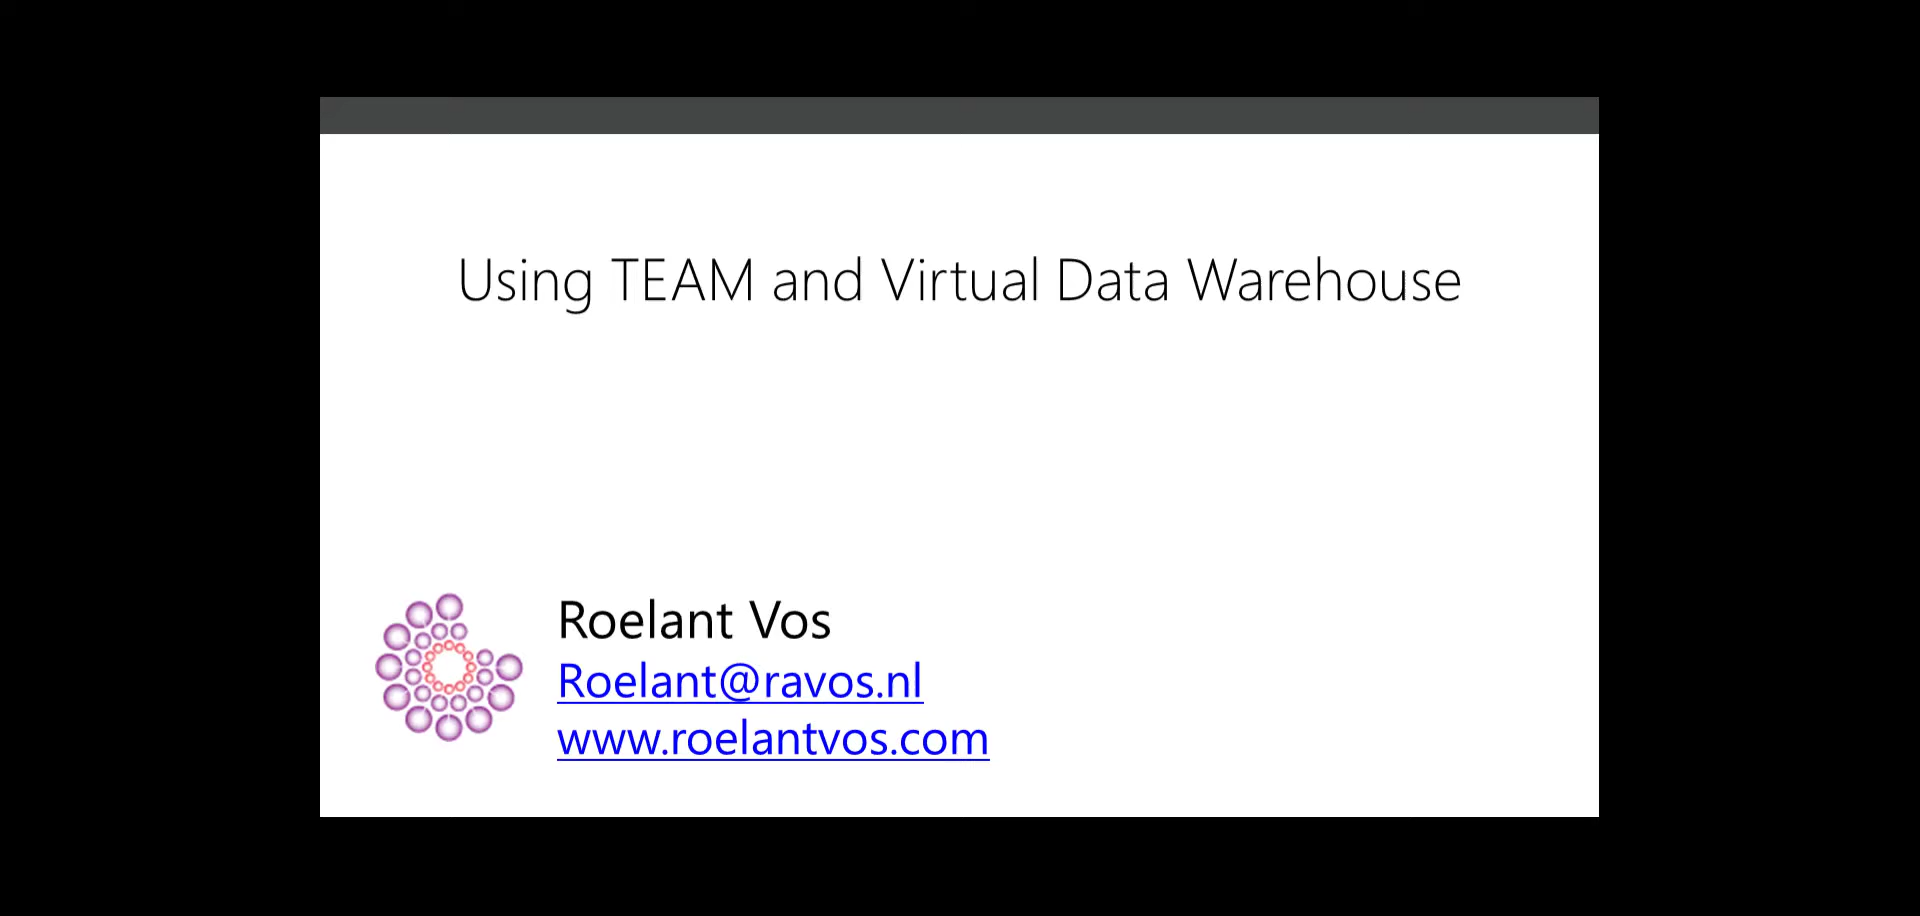 Using TEAM and Virtual Data Warehouse
Roelant Vos
Roelant@ravos.nl
www.roelantvos.com